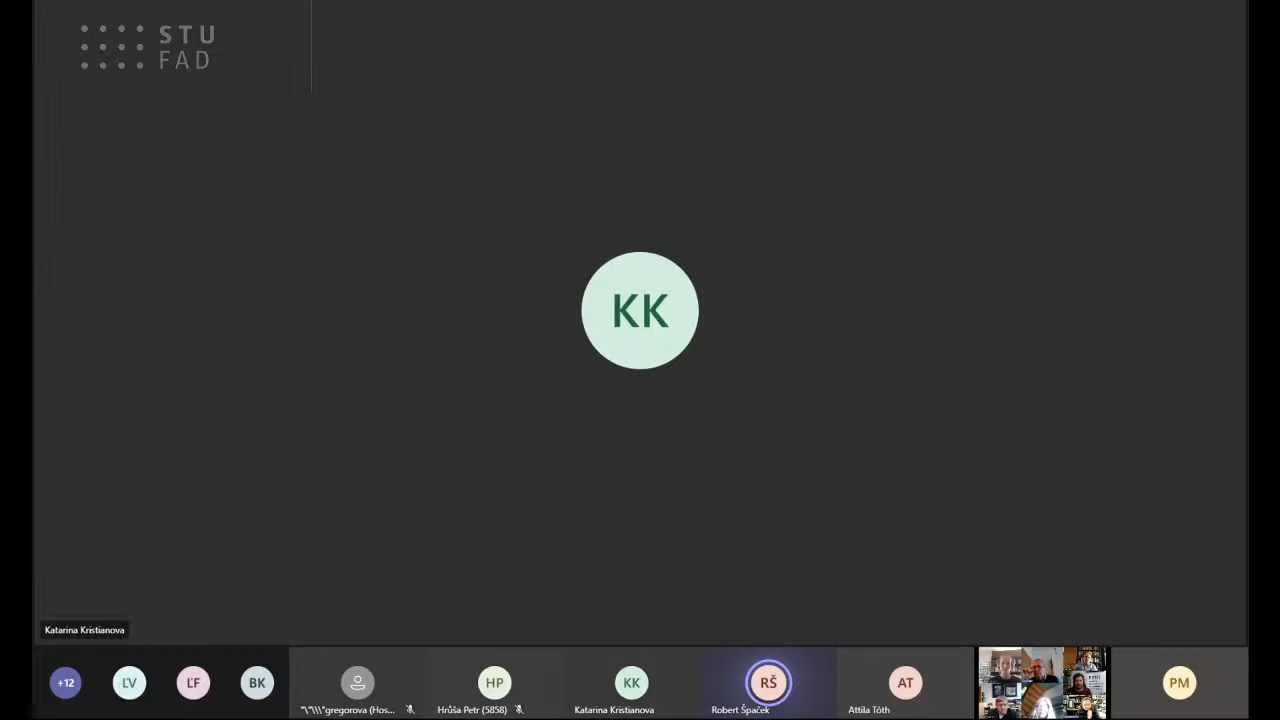 STU
FAD
KK
Katarina Kristianova
+12
ĽV
ĽF
BK
"\"\\\"gregorova (Hos...
HP
Hrůša Petr (5858)
KK
Katarina Kristianova
RŠ
Robert Špaček
AT
Attila Tóth
PM